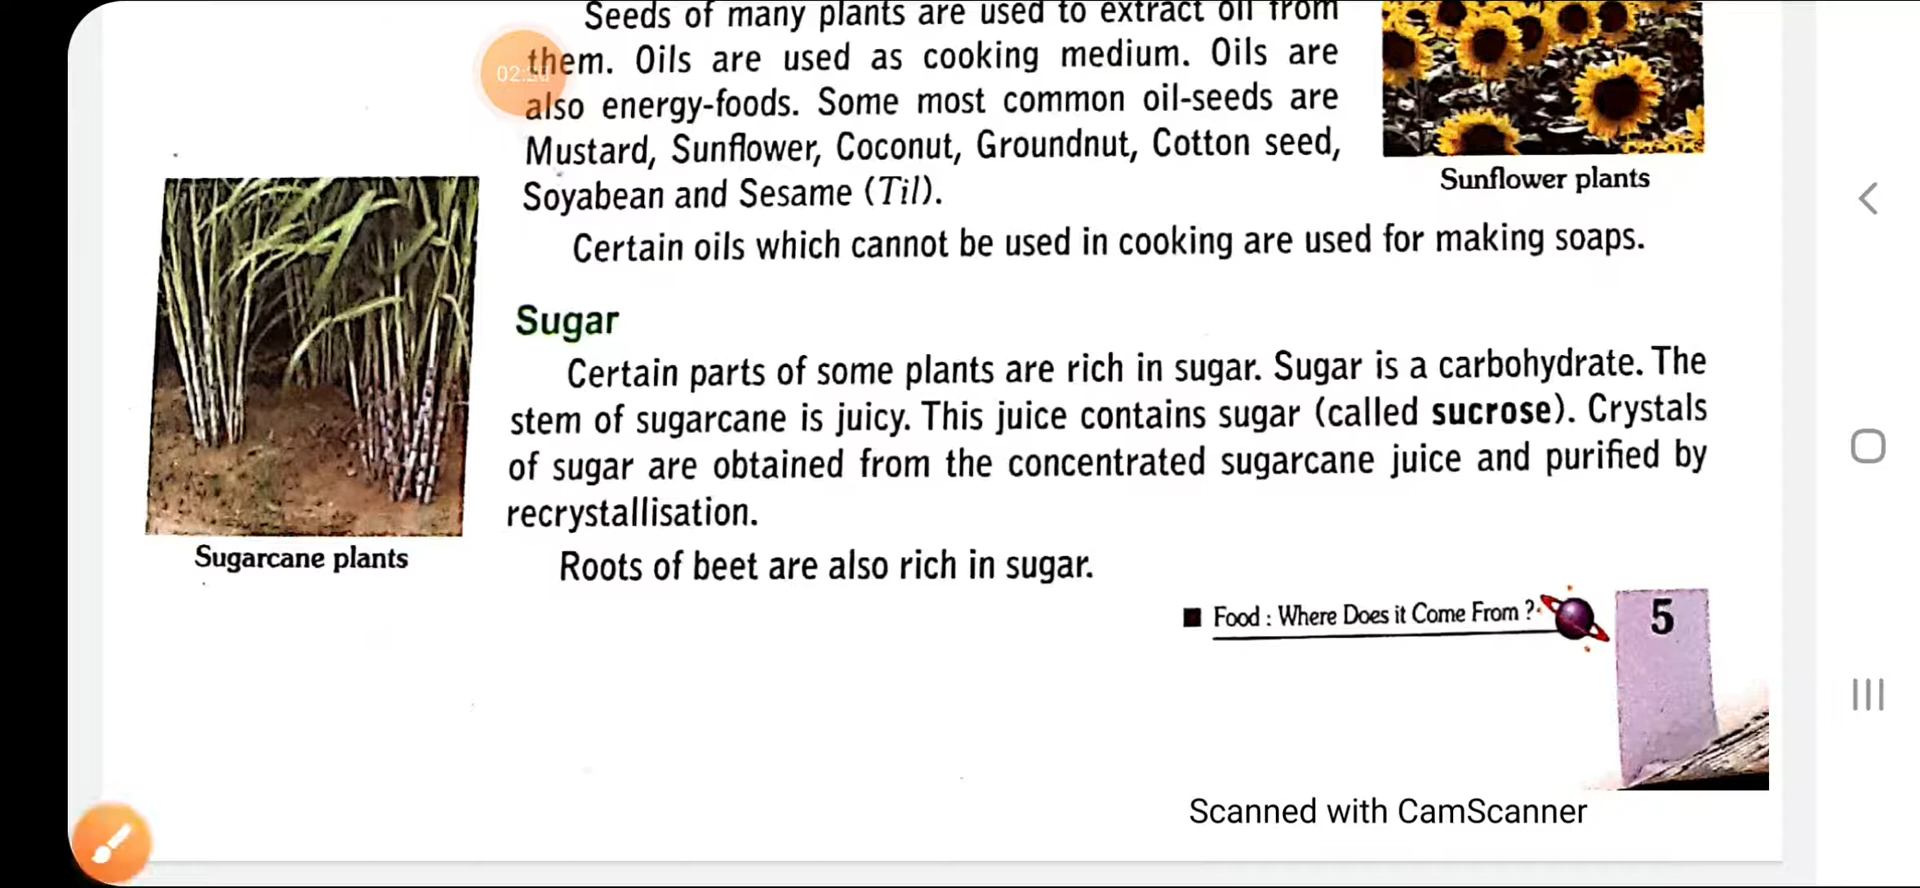 Seeds of many plants are used to extract oil from
them. Oils are used as cooking medium. Oils are
also energy-foods. Some most common oil-seeds are
Mustard, Sunflower, Coconut, Groundnut, Cotton seed,
Soyabean and Sesame (Til).
Sunflower plants
Certain oils which cannot be used in cooking are used for making soaps.
Sugar
Certain parts of some plants are rich in sugar. Sugar is a carbohydrate. The
stem of sugarcane is juicy. This juice contains sugar (called sucrose). Crystals
of sugar are obtained from the concentrated sugarcane juice and purified by
recrystallisation.
Sugarcane plants
Roots of beet are also rich in sugar.
Food : Where Does it Come From ?
5
Scanned with CamScanner